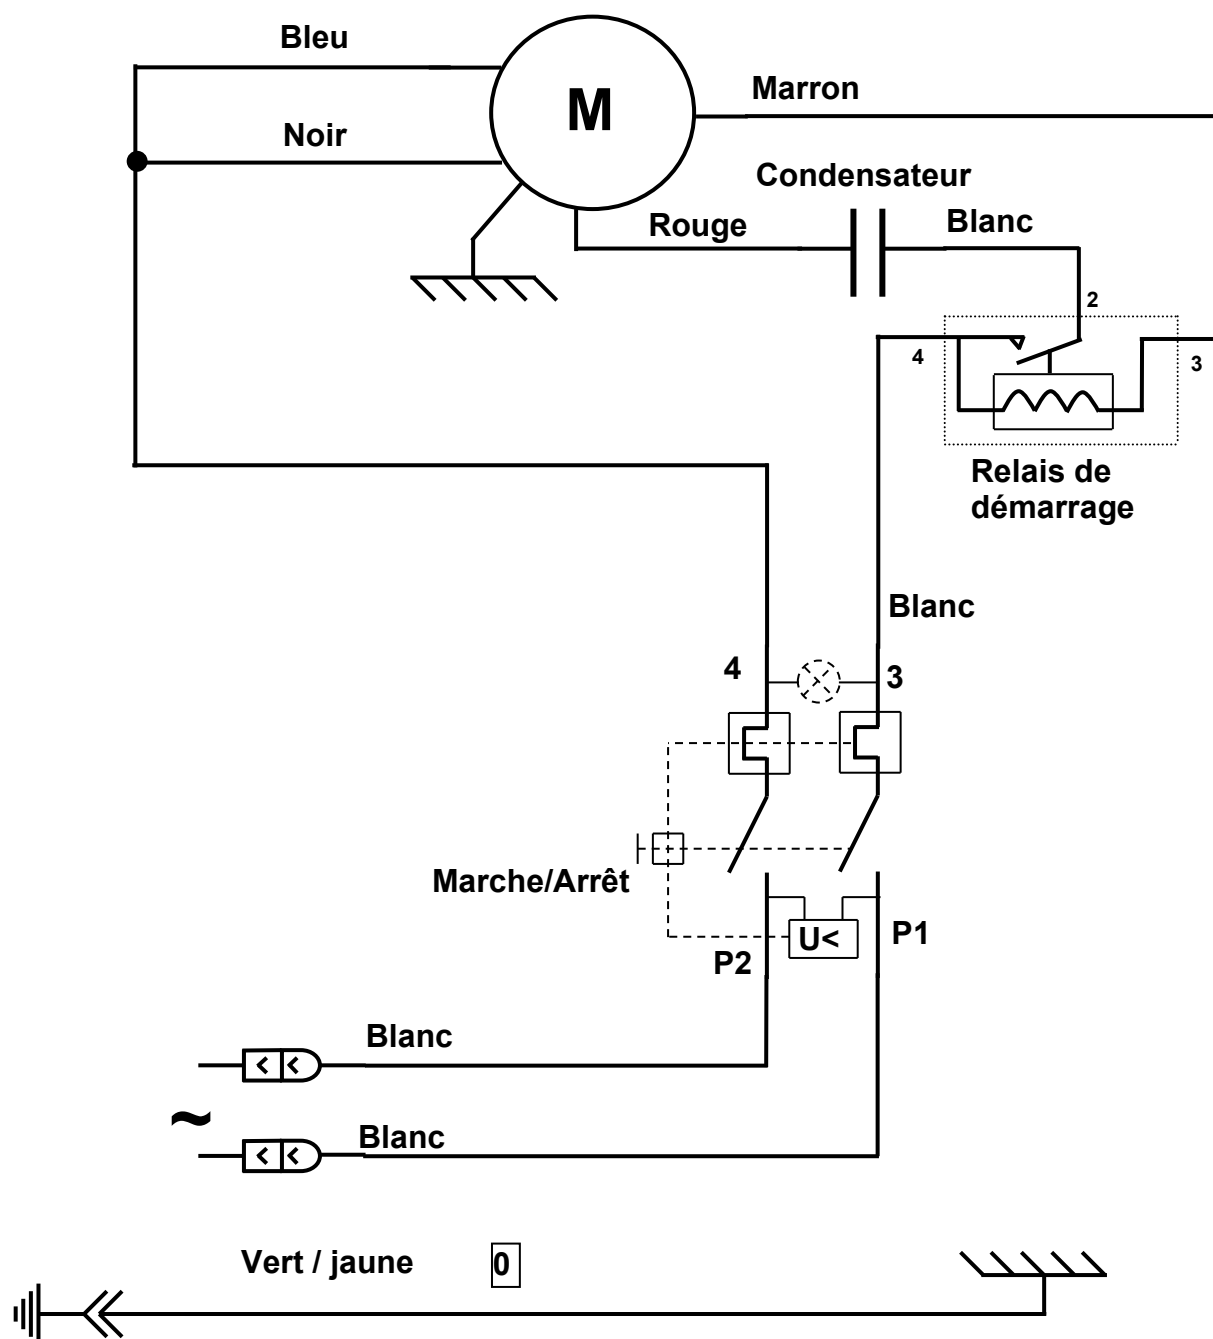 Bleu
M
Marron
Noir
Condensateur
Rouge
Blanc
2
4
3
Relais de
démarrage
Blanc
4
3
Marche/Arrêt
U<
P1
P2
Blanc
~
Blanc
Vert / jaune
0